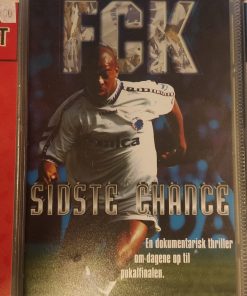 FCK
SIDSTE CHANCE
En dokumentarisk thriller
om dagene op til
pokalfinalen.